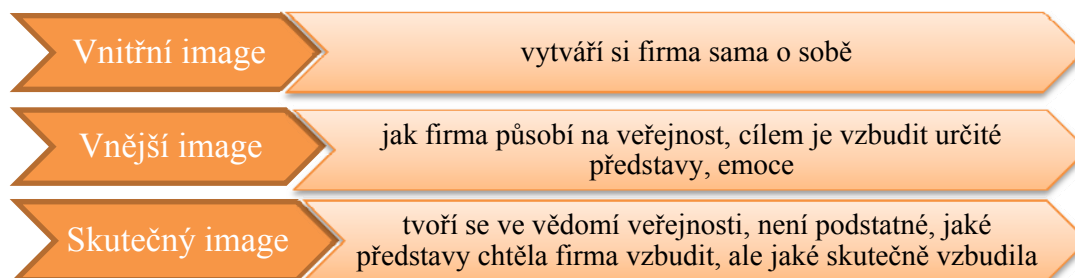 Vnitřní image
vytváří si firma sama o sobě
Vnější image
jak firma působí na veřejnost, cílem je vzbudit určité
představy, emoce
Skutečný image
tvoří se ve vědomí veřejnosti, není podstatné, jaké
představy chtěla firma vzbudit, ale jaké skutečně vzbudila